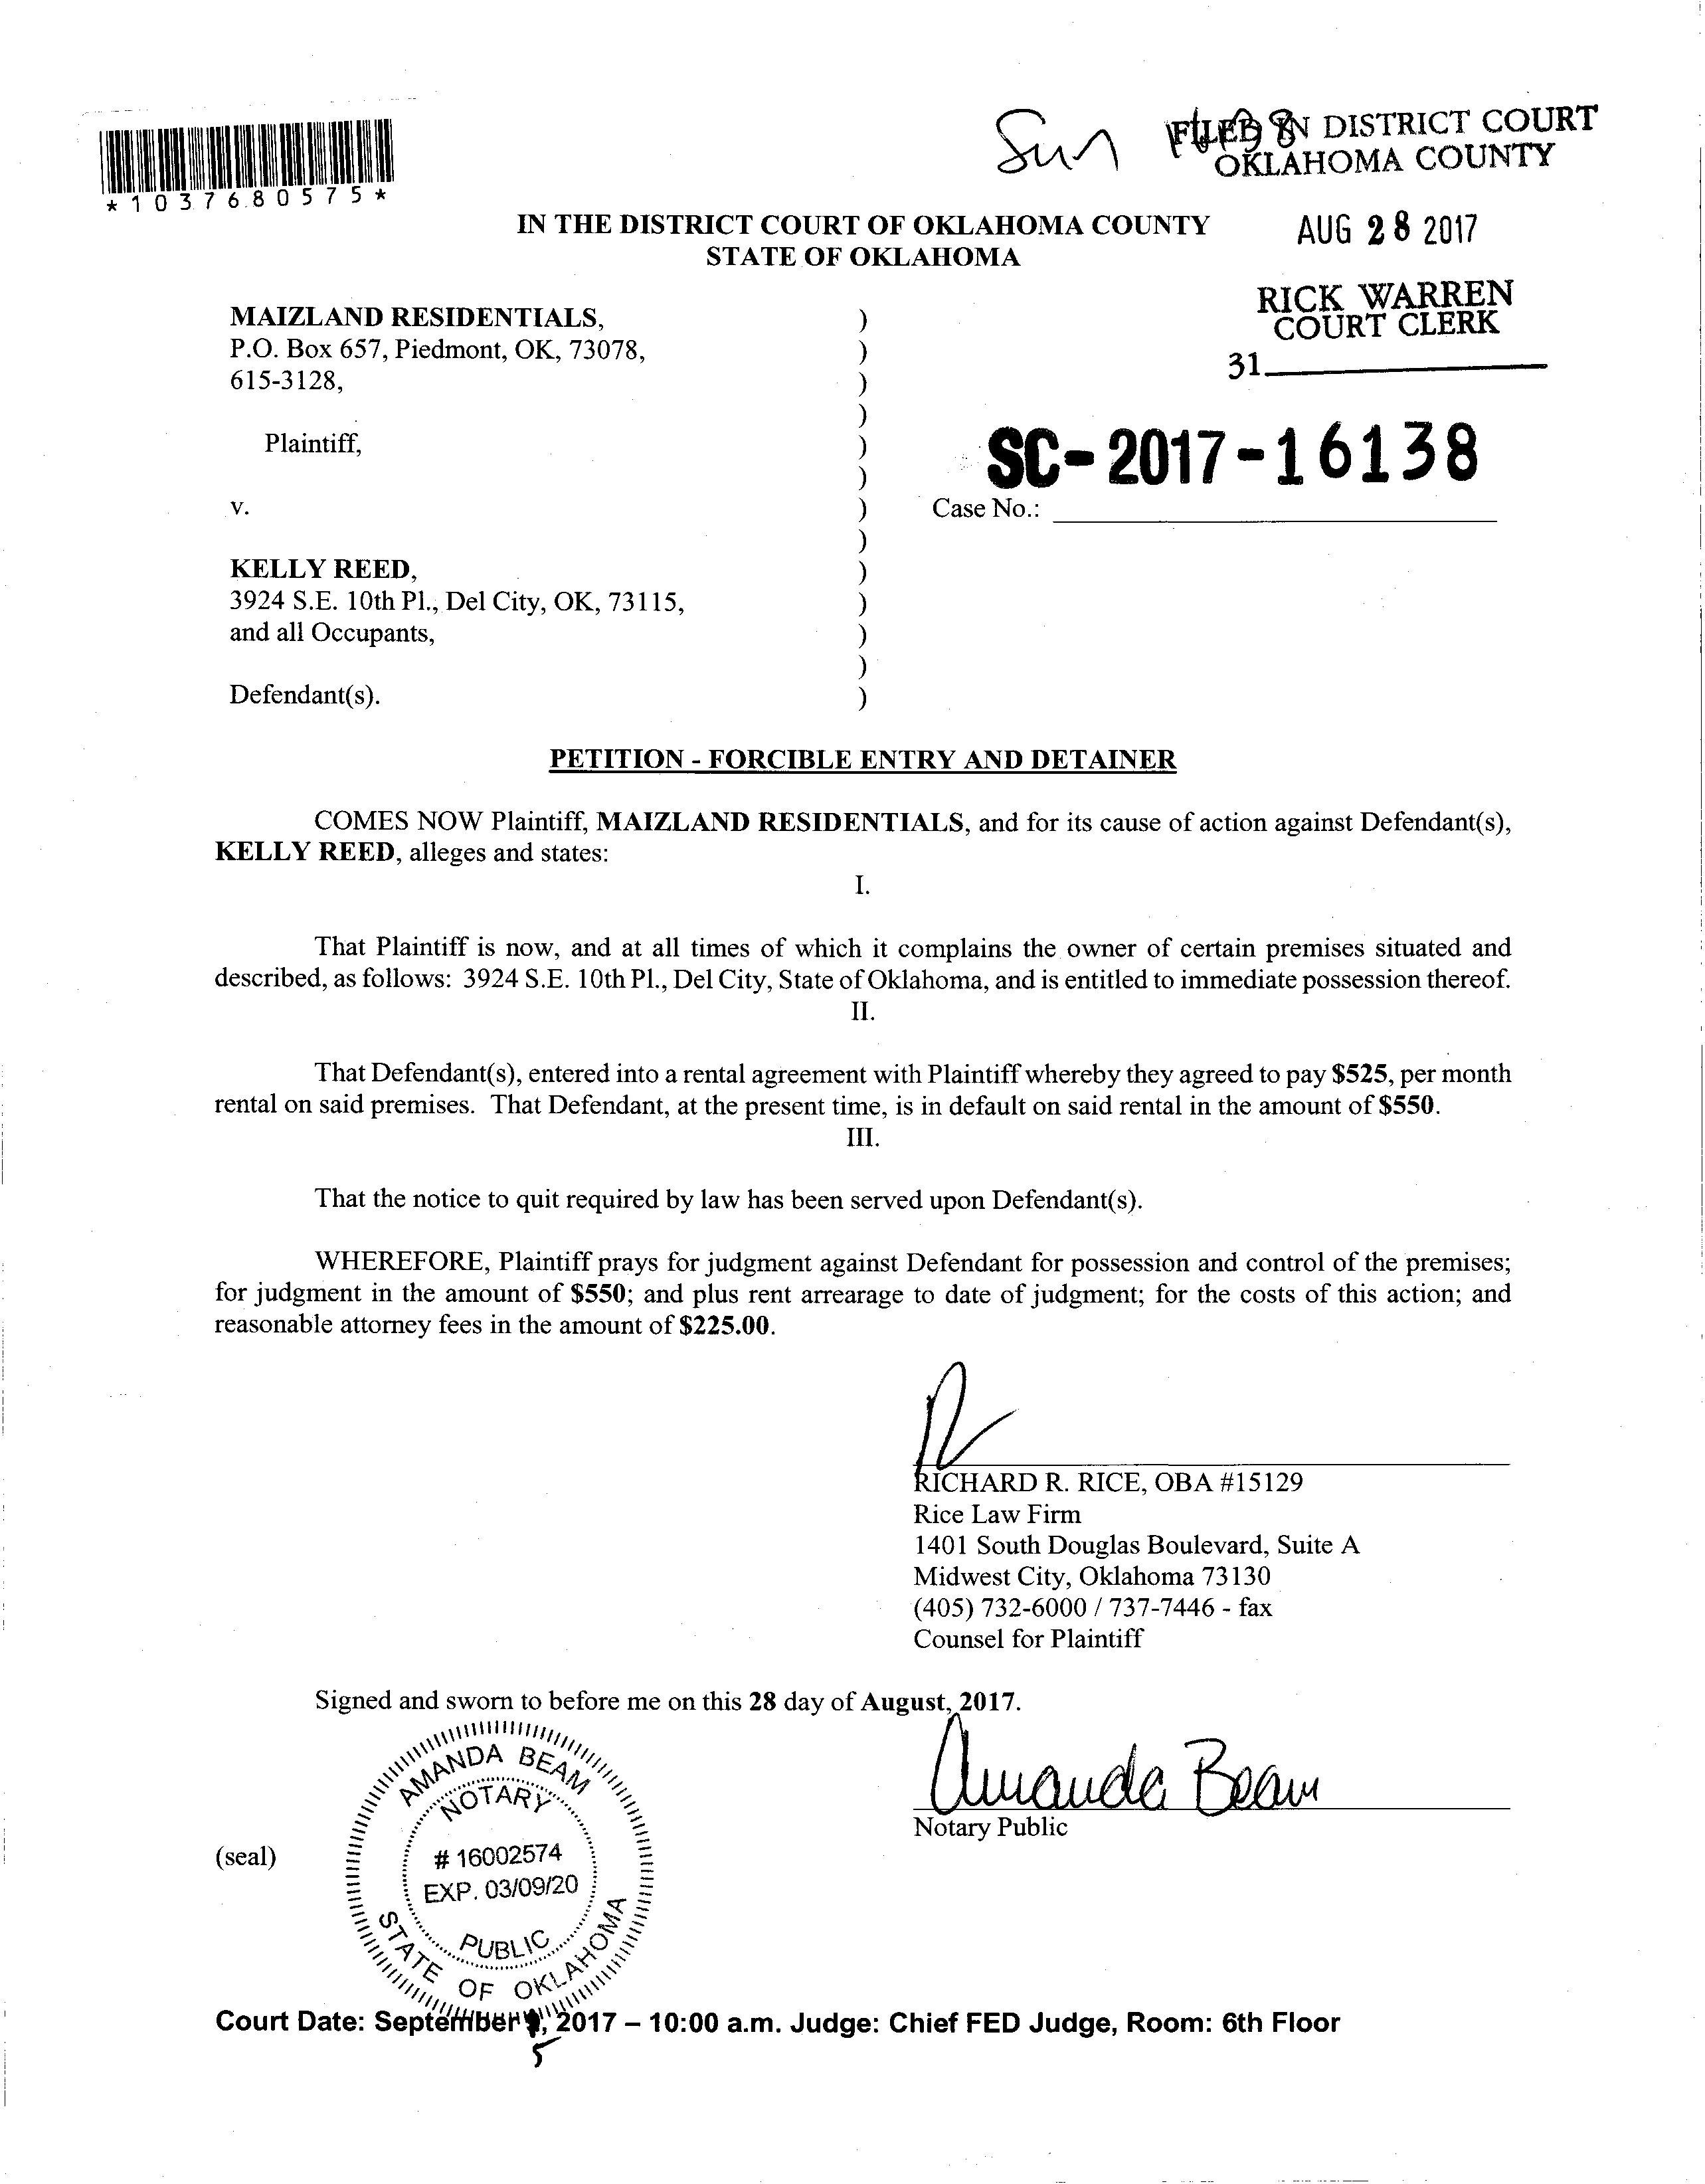 *1037680575*
Sum
FILED IN DISTRICT COURT
OKLAHOMA COUNTY
AUG 28 2017
RICK WARREN
COURT CLERK
31
IN THE DISTRICT COURT OF OKLAHOMA COUNTY
STATE OF OKLAHOMA
MAIZLAND RESIDENTIALS, )
P.O. Box 657, Piedmont, OK, 73078, )
615-3128, )
)
Plaintiff, )
)
v. )
)
KELLY REED, )
3924 S.E. 10th Pl., Del City, OK, 73115, )
and all Occupants, )
)
Defendant(s). )
SC-2017-16138
Case No.:
PETITION - FORCIBLE ENTRY AND DETAINER
COMES NOW Plaintiff, MAIZLAND RESIDENTIALS, and for its cause of action against Defendant(s),
KELLY REED, alleges and states:
I.
That Plaintiff is now, and at all times of which it complains the owner of certain premises situated and
described, as follows: 3924 S.E. 10th Pl., Del City, State of Oklahoma, and is entitled to immediate possession thereof.
II.
That Defendant(s), entered into a rental agreement with Plaintiff whereby they agreed to pay $525, per month
rental on said premises. That Defendant, at the present time, is in default on said rental in the amount of $550.
III.
That the notice to quit required by law has been served upon Defendant(s).
WHEREFORE, Plaintiff prays for judgment against Defendant for possession and control of the premises;
for judgment in the amount of $550; and plus rent arrearage to date of judgment; for the costs of this action; and
reasonable attorney fees in the amount of $225.00.
RICHARD R. RICE, OBA #15129
Rice Law Firm
1401 South Douglas Boulevard, Suite A
Midwest City, Oklahoma 73130
(405) 732-6000 / 737-7446 - fax
Counsel for Plaintiff
Signed and sworn to before me on this 28 day of August, 2017.
Amanda Beam
Notary Public
(seal)
AMANDA BEAM
NOTARY
# 16002574
EXP. 03/09/20
PUBLIC
STATE OF OKLAHOMA
Court Date: September , 2017 – 10:00 a.m. Judge: Chief FED Judge, Room: 6th Floor
5